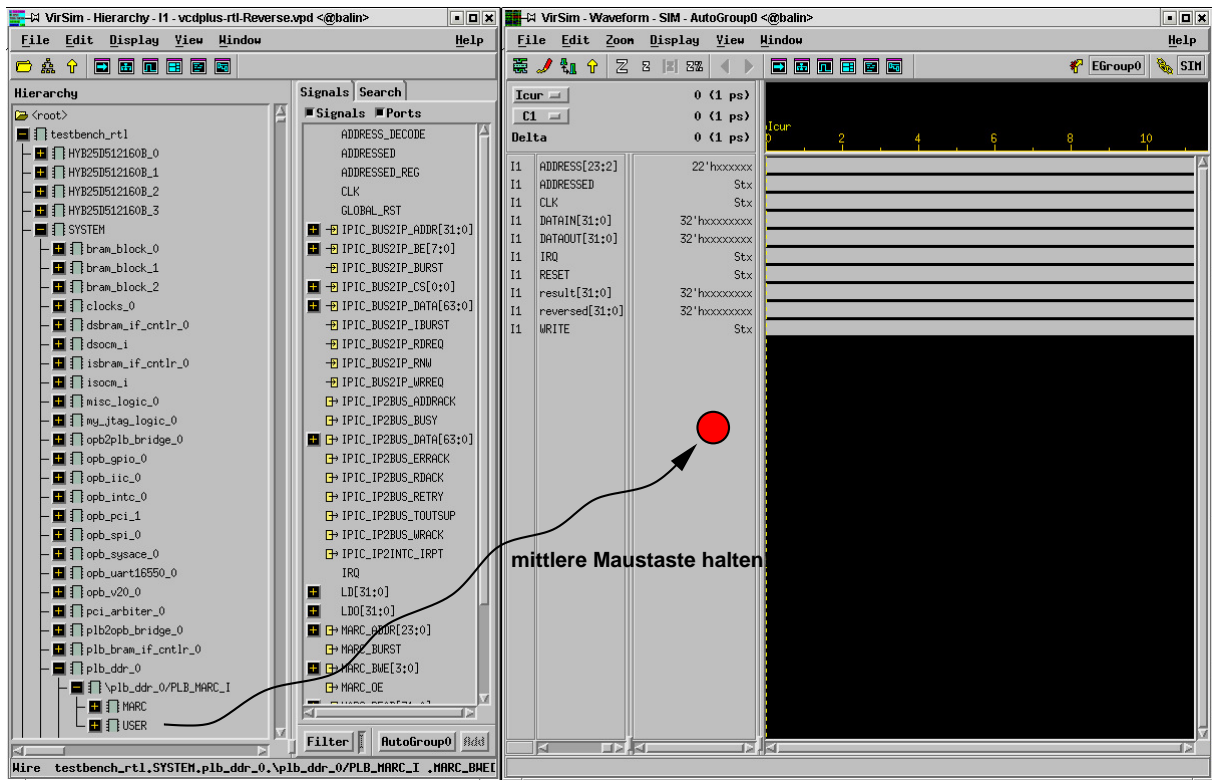 VirSim - Hierarchy - I1 - vcdplus-rtl-Reverse.vpd <@balin>
File Edit Display View Window Help
Hierarchy
<root>
testbench_rtl
HYB25D512160B_0
HYB25D512160B_1
HYB25D512160B_2
HYB25D512160B_3
SYSTEM
bram_block_0
bram_block_1
bram_block_2
clocks_0
dsbram_if_cntlr_0
dsocm_i
isbram_if_cntlr_0
isocm_i
misc_logic_0
my_jtag_logic_0
opb2plb_bridge_0
opb_gpio_0
opb_iic_0
opb_intc_0
opb_pci_1
opb_spi_0
opb_sysace_0
opb_uart16550_0
opb_v20_0
pci_arbiter_0
plb2opb_bridge_0
plb_bram_if_cntlr_0
plb_ddr_0
\plb_ddr_0/PLB_MARC_I
MARC
USER
Signals Search
Signals Ports
ADDRESS_DECODE
ADDRESSED
ADDRESSED_REG
CLK
GLOBAL_RST
IPIC_BUS2IP_ADDR[31:0]
IPIC_BUS2IP_BE[7:0]
IPIC_BUS2IP_BURST
IPIC_BUS2IP_CS[0:0]
IPIC_BUS2IP_DATA[63:0]
IPIC_BUS2IP_IBURST
IPIC_BUS2IP_RDREQ
IPIC_BUS2IP_RNW
IPIC_BUS2IP_WRREQ
IPIC_IP2BUS_ADDRACK
IPIC_IP2BUS_BUSY
IPIC_IP2BUS_DATA[63:0]
IPIC_IP2BUS_ERRACK
IPIC_IP2BUS_RDACK
IPIC_IP2BUS_RETRY
IPIC_IP2BUS_TOUTSUP
IPIC_IP2BUS_WRACK
IPIC_IP2INTC_IRPT
IRQ
LD[31:0]
LDO[31:0]
MARC_ADDR[23:0]
MARC_BURST
MARC_BWE[3:0]
MARC_OE
Filter AutoGroup0 Add
Wire testbench_rtl.SYSTEM.plb_ddr_0.\plb_ddr_0/PLB_MARC_I .MARC_BWE[
VirSim - Waveform - SIM - AutoGroup0 <@balin>
File Edit Zoom Display View Window Help
EGroup0 SIM
Icur 0 (1 ps)
C1 0 (1 ps)
Delta 0 (1 ps)
Icur
0 2 4 6 8 10
I1 ADDRESS[23:2] 22'hxxxxxx
I1 ADDRESSED Stx
I1 CLK Stx
I1 DATAIN[31:0] 32'hxxxxxxxx
I1 DATAOUT[31:0] 32'hxxxxxxxx
I1 IRQ Stx
I1 RESET Stx
I1 result[31:0] 32'hxxxxxxxx
I1 reversed[31:0] 32'hxxxxxxxx
I1 WRITE Stx
mittlere Maustaste halten